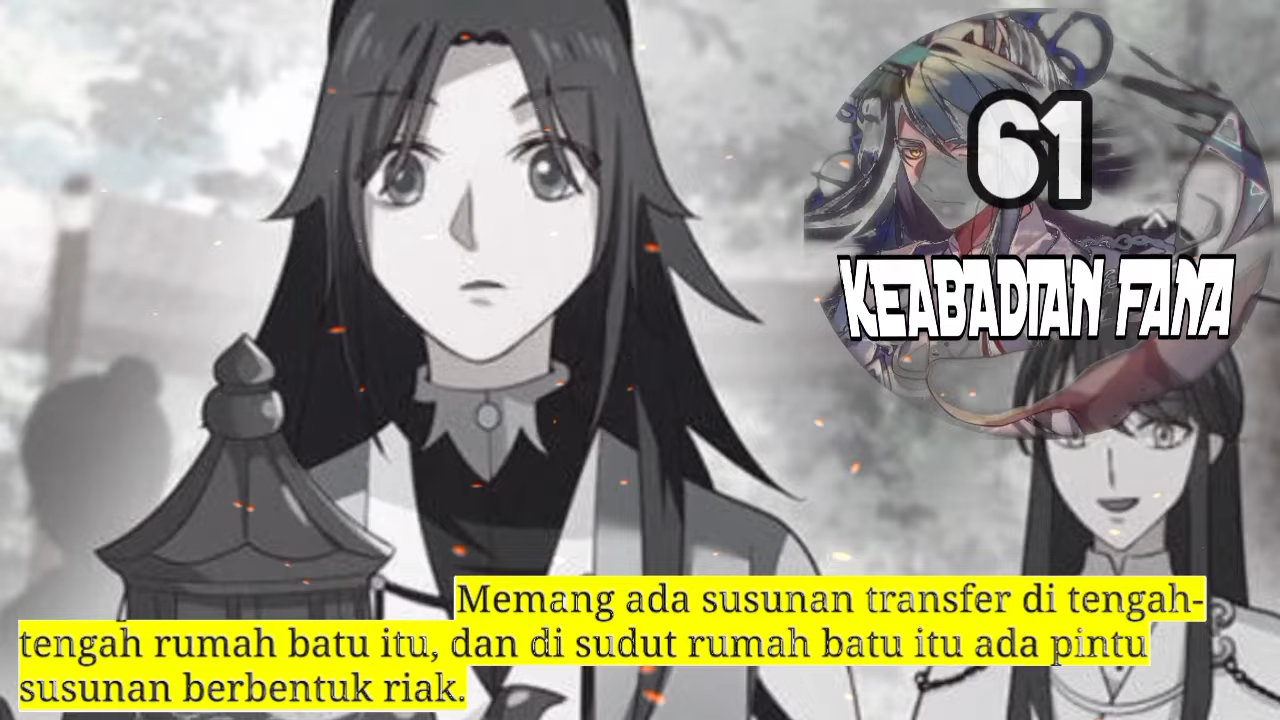 61
KEABADIAN FANA
Memang ada susunan transfer di tengah-
tengah rumah batu itu, dan di sudut rumah batu itu ada pintu
susunan berbentuk riak.